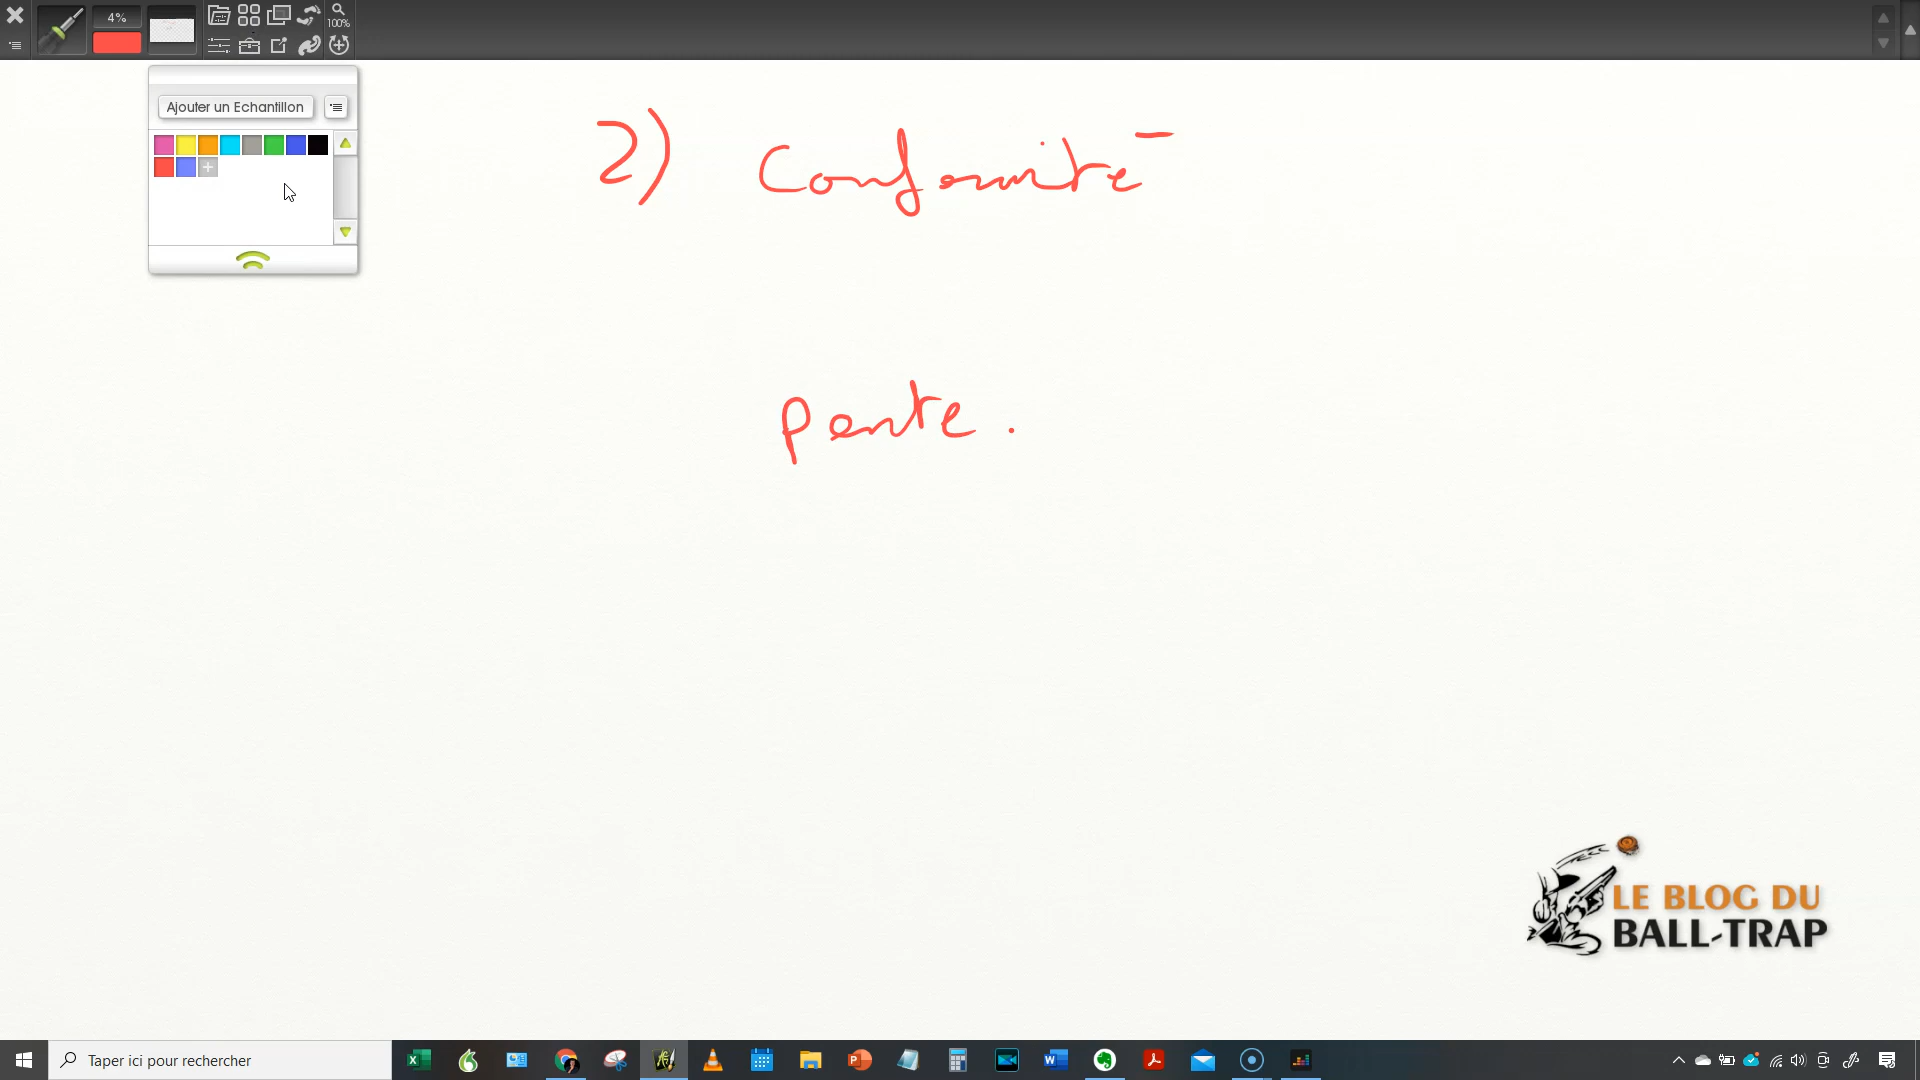 4%
100%
Ajouter un Echantillon
2) Conformité
pente.
LE BLOG DU
BALL-TRAP
Taper ici pour rechercher